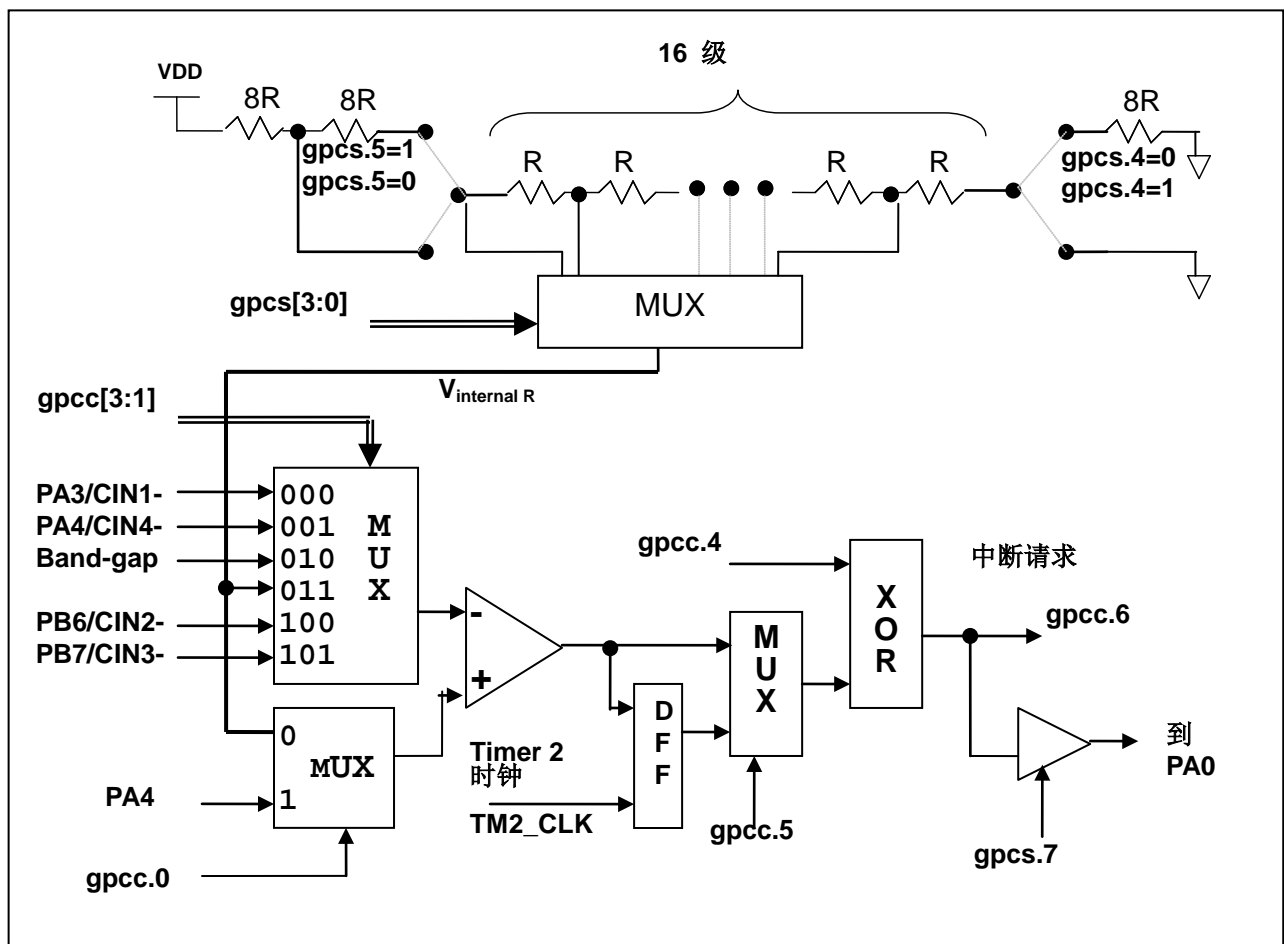 16 级
VDD
8R
8R
8R
gpcs.5=1
gpcs.5=0
gpcs.4=0
gpcs.4=1
R
R
R
R
gpcs[3:0]
MUX
Vinternal R
gpcc[3:1]
PA3/CIN1-
PA4/CIN4-
Band-gap
PB6/CIN2-
PB7/CIN3-
000
001
010
011
100
101
M
U
X
-
+
gpcc.4
X
O
R
中断请求
gpcc.6
M
U
X
D
F
F
0
MUX
1
PA4
gpcc.0
Timer 2
时钟
TM2_CLK
gpcc.5
到
PA0
gpcs.7